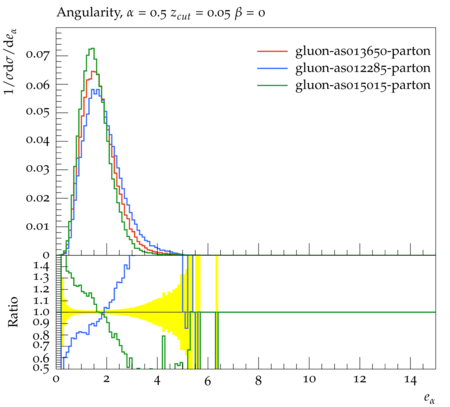 Angularity, α = 0.5 z_cut = 0.05 β = 0
1/σdσ/de_α
0.07
0.06
0.05
0.04
0.03
0.02
0.01
0
gluon-as013650-parton
gluon-as012285-parton
gluon-as015015-parton
Ratio
1.4
1.3
1.2
1.1
1.0
0.9
0.8
0.7
0.6
0.5
0 2 4 6 8 10 12 14
e_α